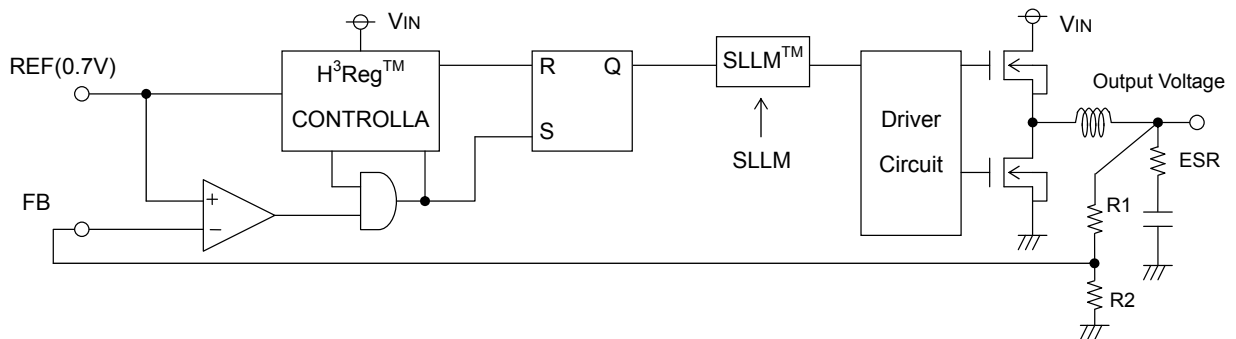 VIN
REF(0.7V)
H³Reg™
CONTROLLA
R
Q
S
SLLM™
SLLM
Driver
Circuit
VIN
Output Voltage
ESR
FB
+
−
R1
R2